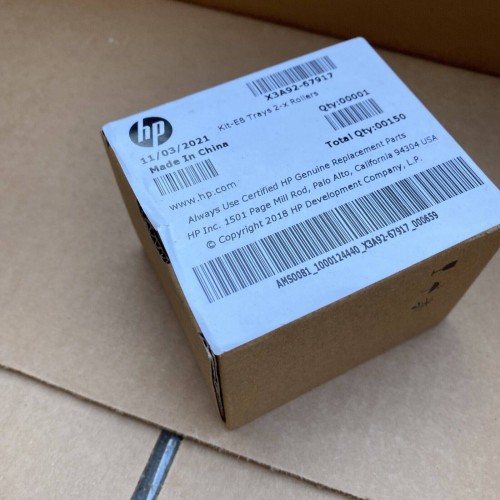 hp
X3A92-67917
Kit-E8 Trays 2-x Rollers
Qty:00001
11/03/2021
Made In China
Total Qty:00150
www.hp.com
Always Use Certified HP Genuine Replacement Parts
HP Inc. 1501 Page Mill Rod, Palo Alto, California 94304 USA
© Copyright 2018 HP Development Company, L.P.
AMS0081_1000124440_X3A92-67917_000659